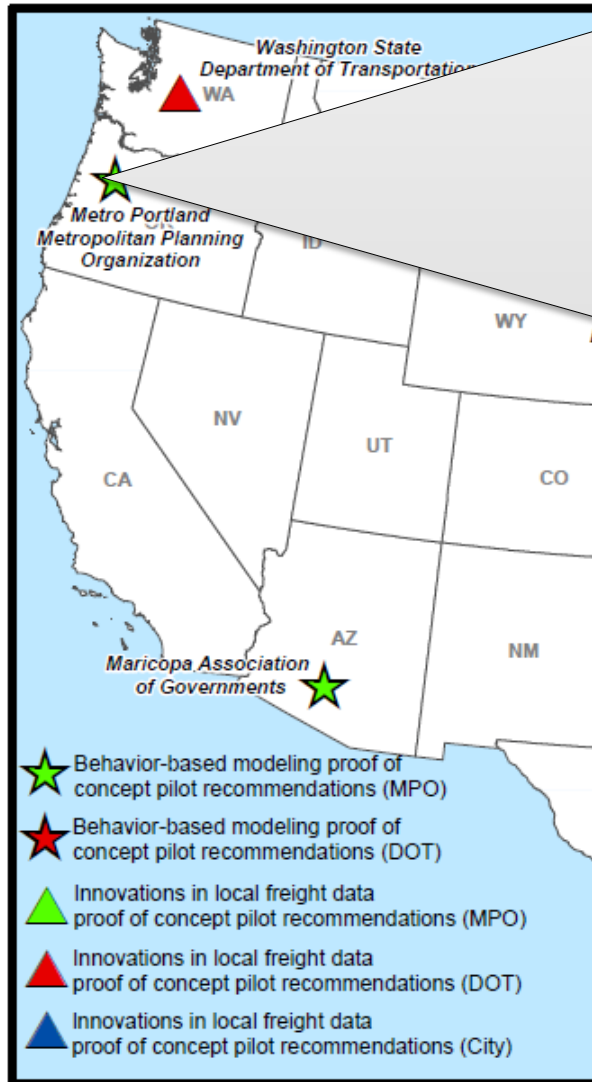 Washington State
Department of Transportation
WA
Metro Portland
Metropolitan Planning
Organization
ID
WY
NV
UT
CO
CA
AZ
NM
Maricopa Association
of Governments
Behavior-based modeling proof of
concept pilot recommendations (MPO)
Behavior-based modeling proof of
concept pilot recommendations (DOT)
Innovations in local freight data
proof of concept pilot recommendations (MPO)
Innovations in local freight data
proof of concept pilot recommendations (DOT)
Innovations in local freight data
proof of concept pilot recommendations (City)